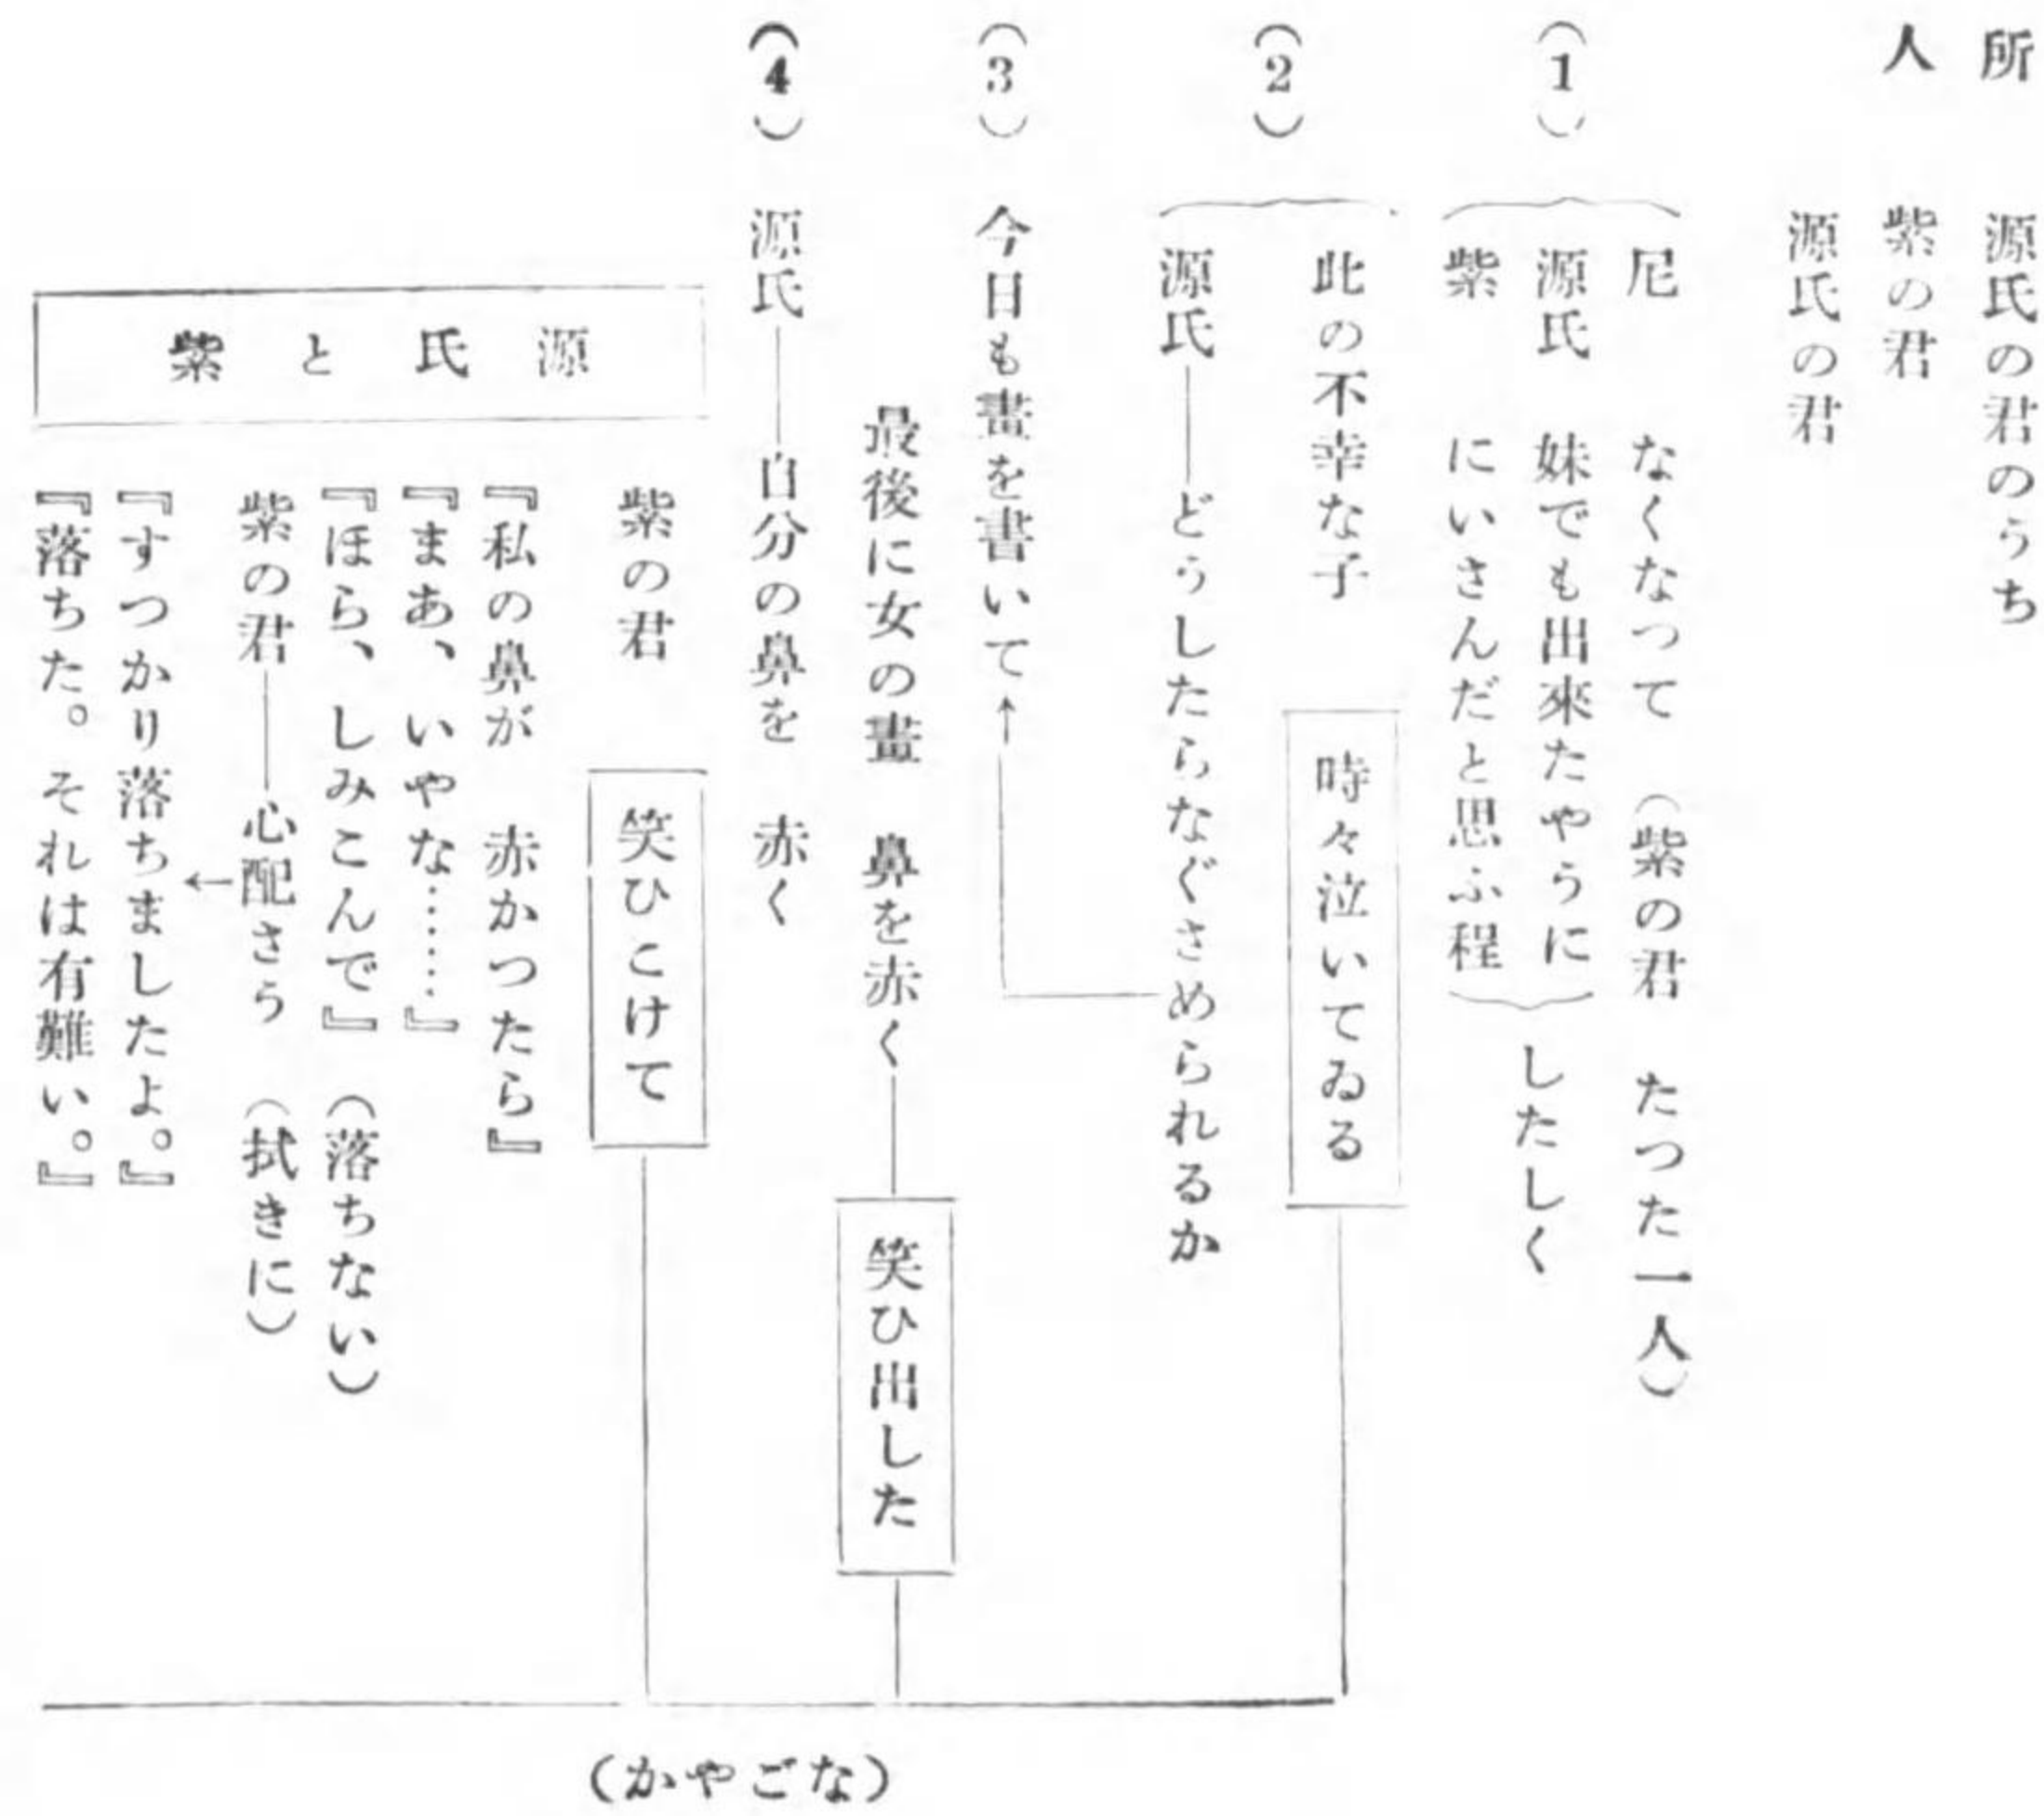 所　源氏の君のうち
人　紫の君
源氏の君
（1）
尼　なくなつて　（紫の君　たつた一人）
源氏　妹でも出來たやうに
紫　にいさんだと思ふ程
したしく
（2）
此の不幸な子　時々泣いてゐる
源氏――どうしたらなぐさめられるか
（3）　今日も畫を書いて←
最後に女の畫　鼻を赤く――笑ひ出した
（4）　源氏――自分の鼻を　赤く
紫の君　笑ひこけて
源氏と紫
『私の鼻が　赤かつたら』
『まあ、いやな……』
『ほら、しみこんで』　（落ちない）
紫の君――心配さう　（拭きに）
↓
『すつかり落ちましたよ。』
『落ちた。それは有難い。』
（なごやか）